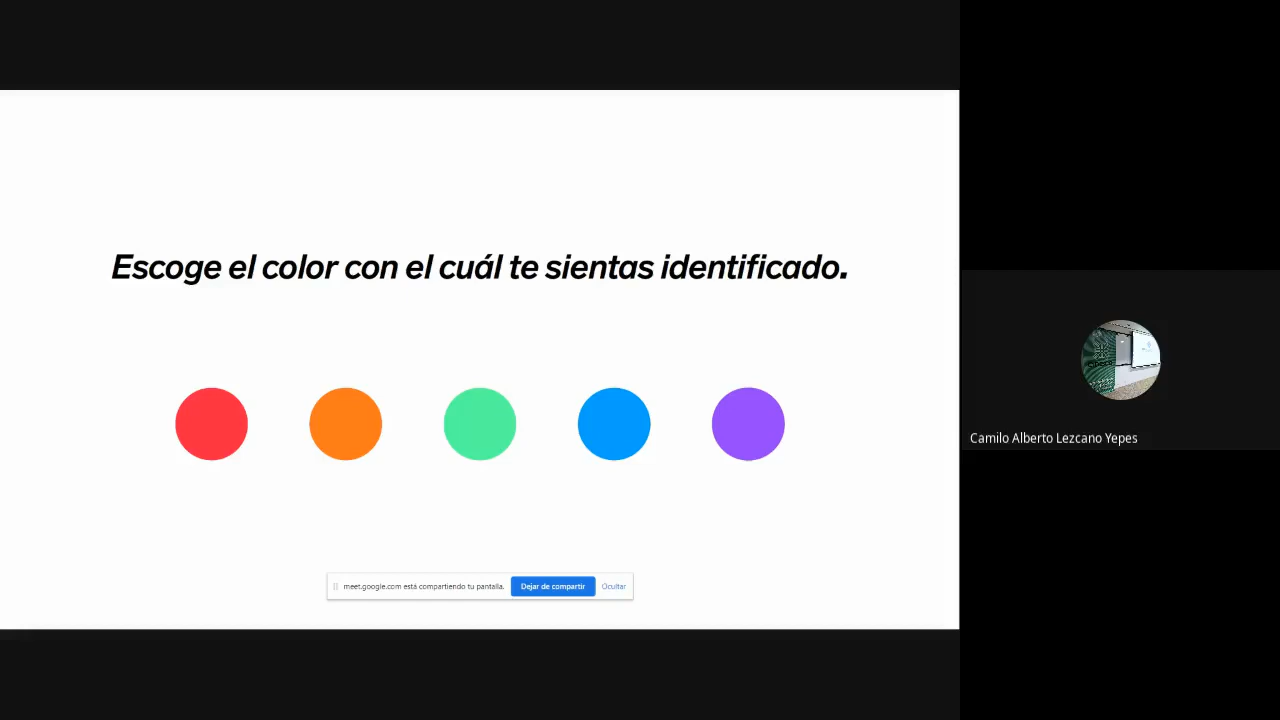 Escoge el color con el cuál te sientas identificado.
Camilo Alberto Lezcano Yepes
meet.google.com está compartiendo tu pantalla. Dejar de compartir Ocultar